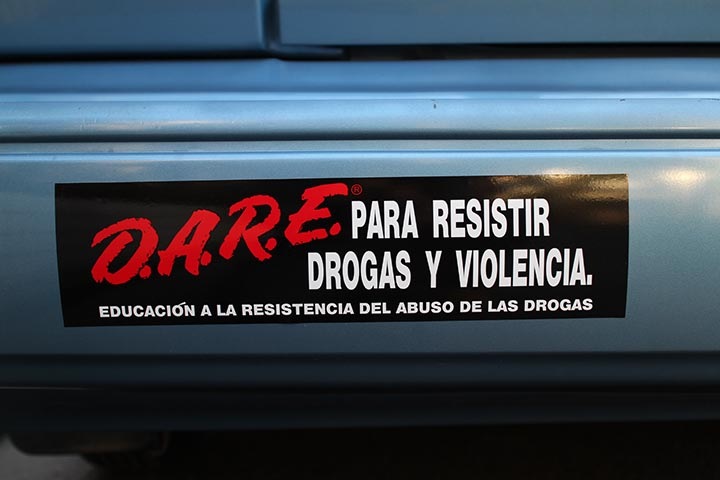 D.A.R.E.® PARA RESISTIR
DROGAS Y VIOLENCIA.
EDUCACIÓN A LA RESISTENCIA DEL ABUSO DE LAS DROGAS